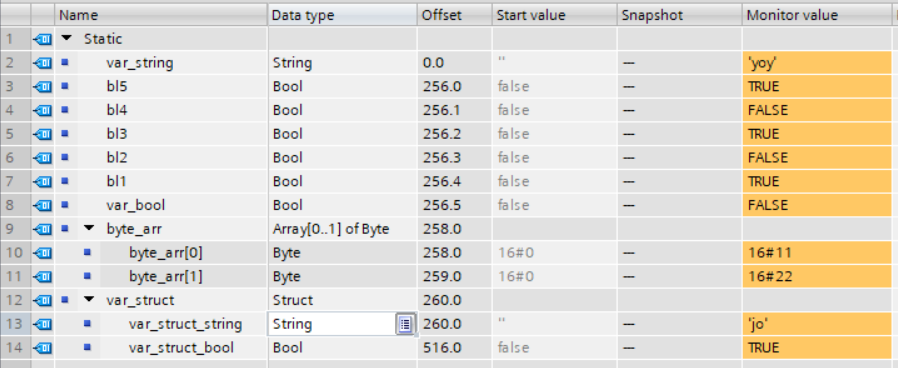 Name Data type Offset Start value Snapshot Monitor value
1 Static
2 var_string String 0.0 '' --- 'yoy'
3 bl5 Bool 256.0 false --- TRUE
4 bl4 Bool 256.1 false --- FALSE
5 bl3 Bool 256.2 false --- TRUE
6 bl2 Bool 256.3 false --- FALSE
7 bl1 Bool 256.4 false --- TRUE
8 var_bool Bool 256.5 false --- FALSE
9 byte_arr Array[0..1] of Byte 258.0
10 byte_arr[0] Byte 258.0 16#0 --- 16#11
11 byte_arr[1] Byte 259.0 16#0 --- 16#22
12 var_struct Struct 260.0
13 var_struct_string String 260.0 '' --- 'jo'
14 var_struct_bool Bool 516.0 false --- TRUE